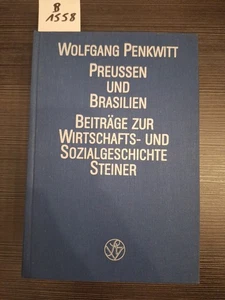 B
1558
WOLFGANG PENKWITT
PREUSSEN
UND
BRASILIEN
BEITRÄGE ZUR
WIRTSCHAFTS- UND
SOZIALGESCHICHTE
STEINER